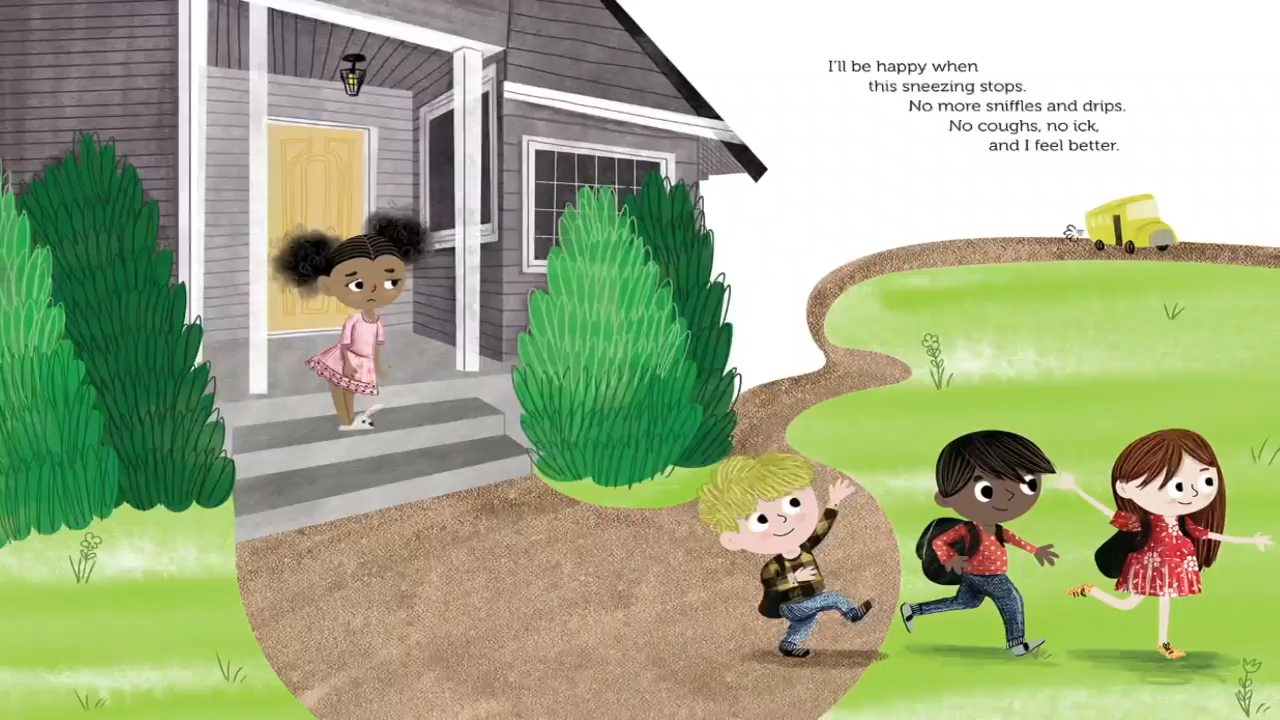 I'll be happy when
this sneezing stops.
No more sniffles and drips.
No coughs, no ick,
and I feel better.